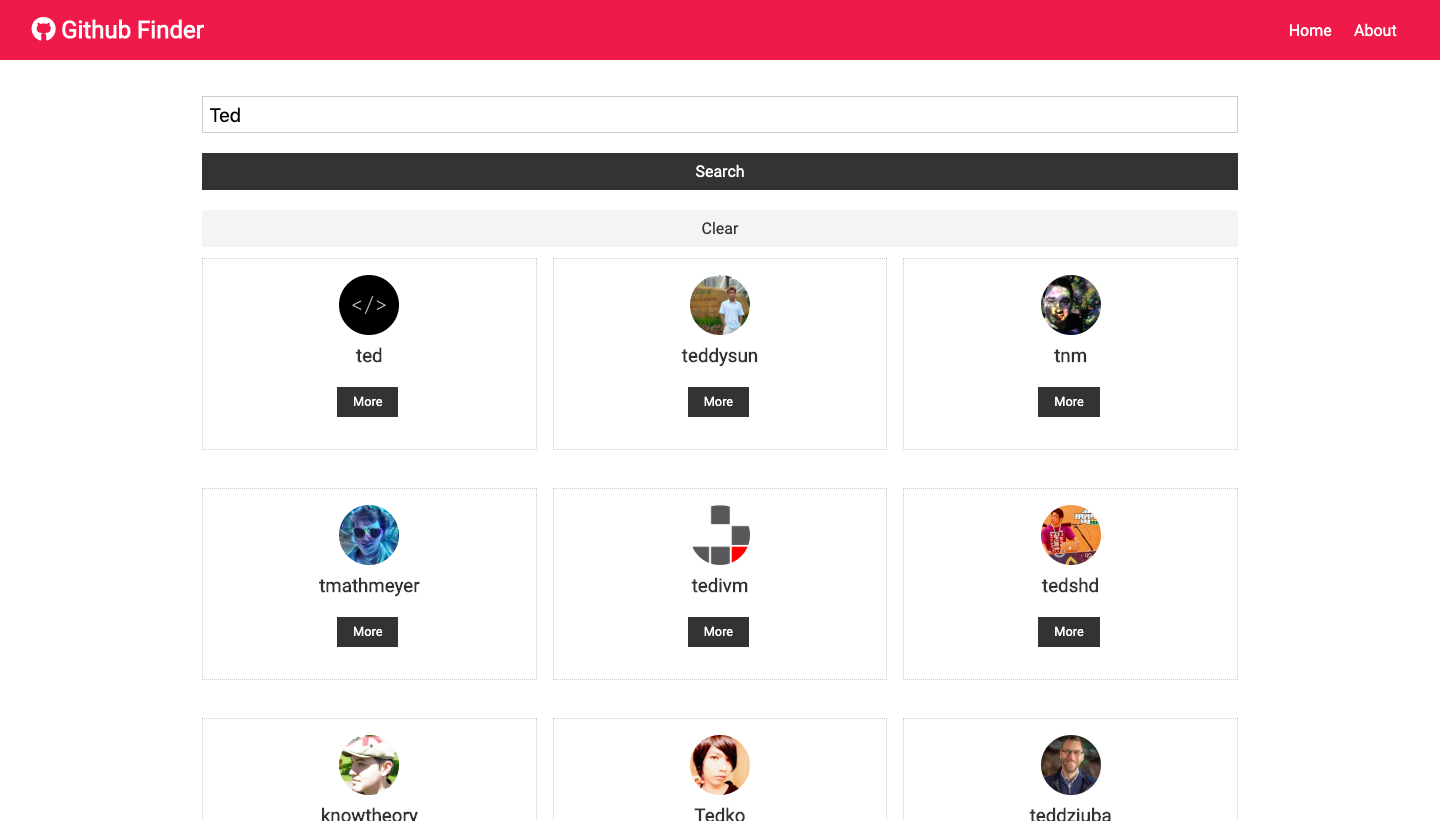 Github Finder
Home About
Ted
Search
Clear
</>
ted teddysun tnm
More More More
tmathmeyer tedivm tedshd
More More More
knowtheory Tedko teddziuba